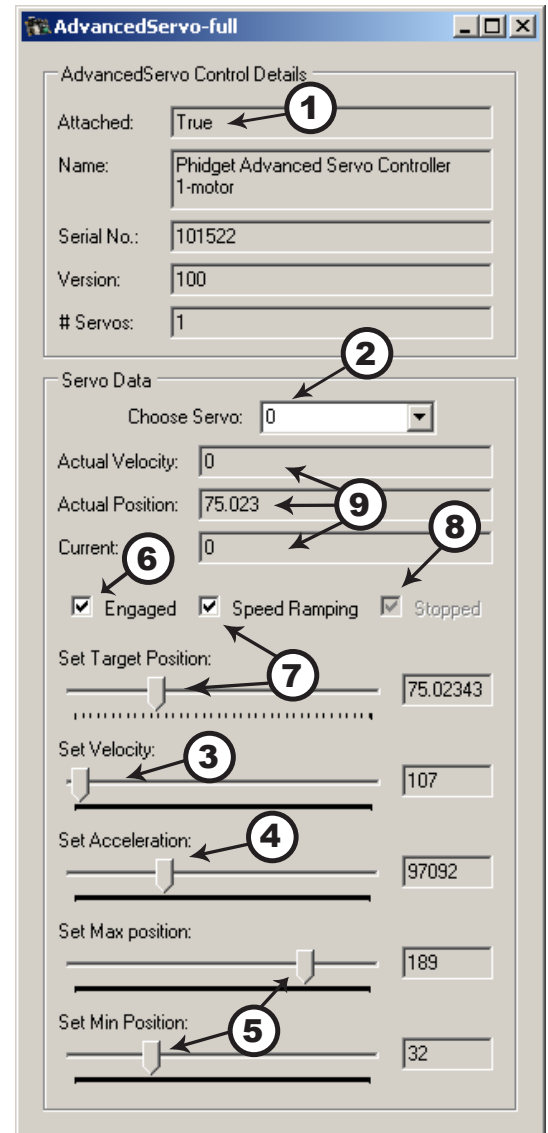 AdvancedServo-full
AdvancedServo Control Details
1
Attached: True
Name: Phidget Advanced Servo Controller
1-motor
Serial No.: 101522
Version: 100
# Servos: 1
2
Servo Data
Choose Servo: 0
Actual Velocity: 0
Actual Position: 75.023
9
Current: 0
8
6
Engaged Speed Ramping Stopped
Set Target Position:
7
75.02343
Set Velocity:
3
107
Set Acceleration:
4
97092
Set Max position:
189
Set Min Position:
5
32